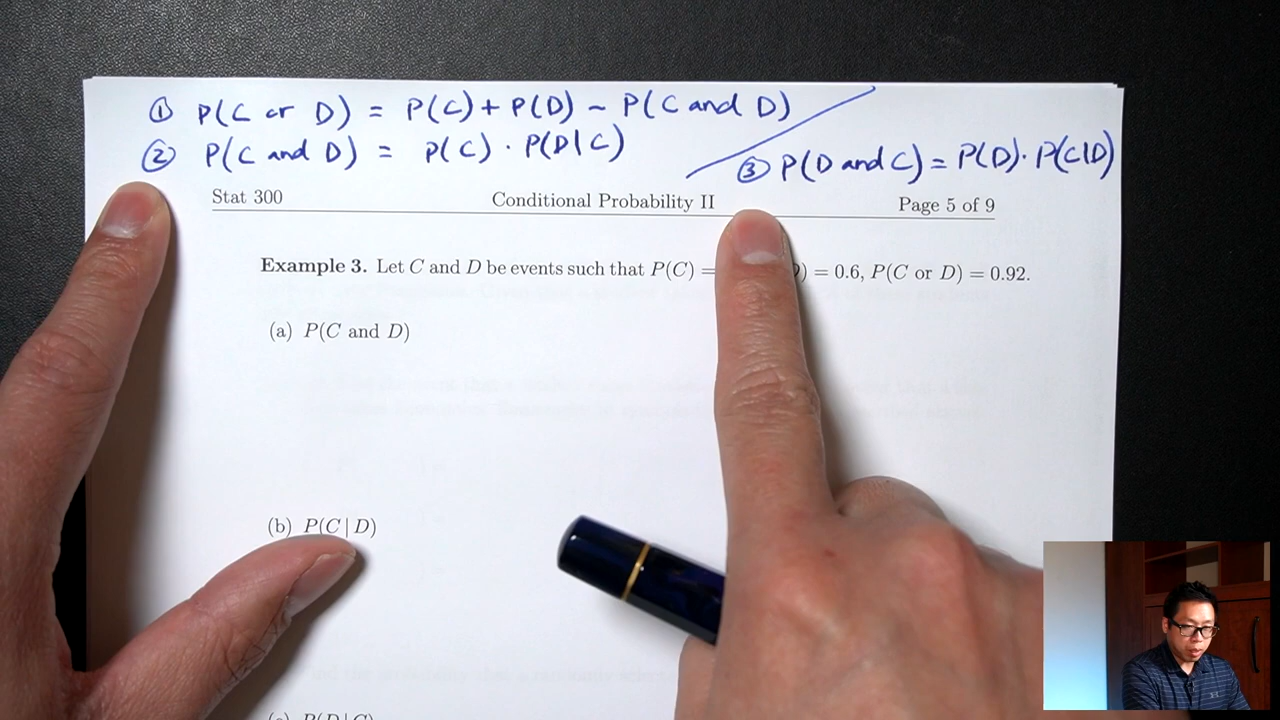 ① P(C or D) = P(C) + P(D) - P(C and D)
② P(C and D) = P(C) · P(D|C)
③ P(D and C) = P(D) · P(C|D)
Stat 300 Conditional Probability II Page 5 of 9
Example 3. Let C and D be events such that P(C) = ) = 0.6, P(C or D) = 0.92.
(a) P(C and D)
(b) P(C | D)
(c) P(D | C)